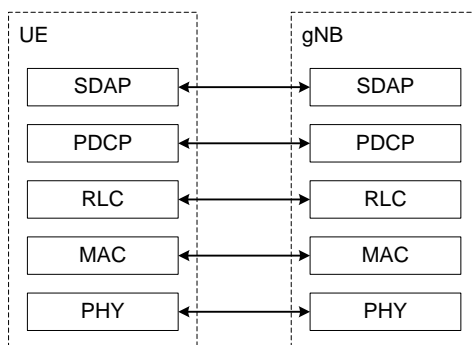 UE gNB
SDAP SDAP
PDCP PDCP
RLC RLC
MAC MAC
PHY PHY